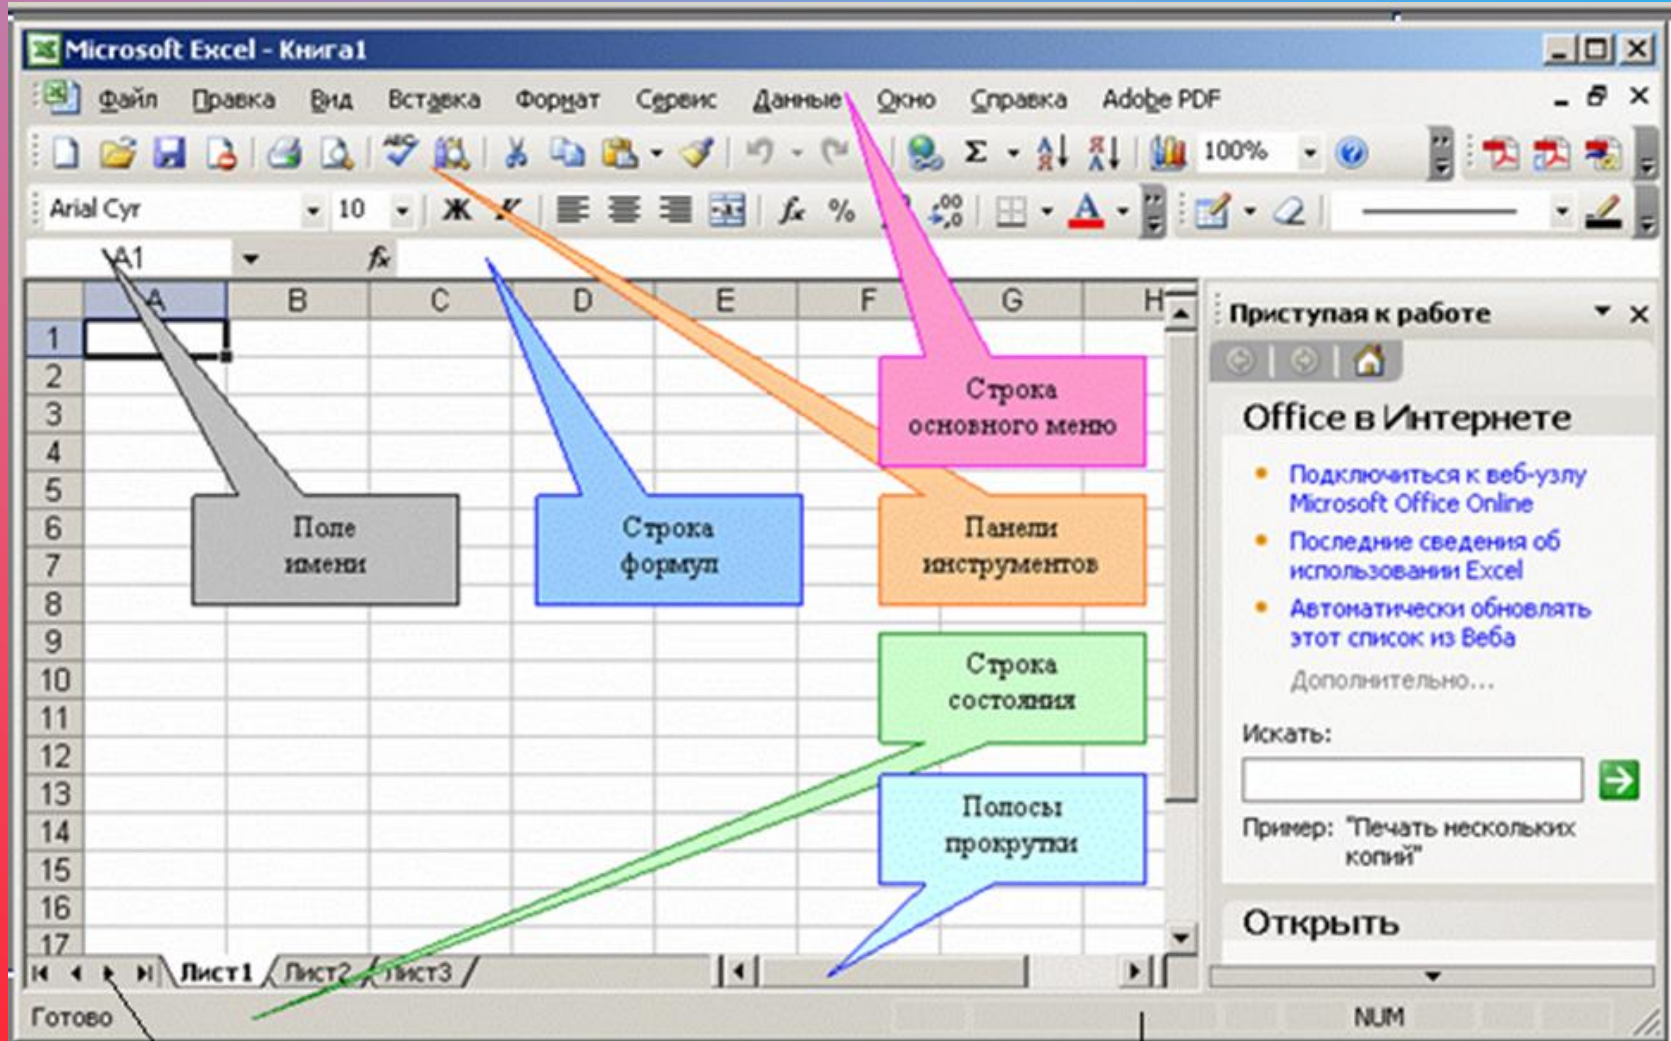 Microsoft Excel - Книга1
Файл Правка Вид Вставка Формат Сервис Данные Окно Справка Adobe PDF
100%
Arial Cyr 10 Ж К
A1 fx
A B C D E F G H
1
2
3
4
5
6
7
8
9
10
11
12
13
14
15
16
17
Поле
имени
Строка
формул
Строка
основного меню
Панели
инструментов
Строка
состояния
Полосы
прокрутки
Приступая к работе
Office в Интернете
Подключиться к веб-узлу
Microsoft Office Online
Последние сведения об
использовании Excel
Автоматически обновлять
этот список из Веба
Дополнительно...
Искать:
Пример: "Печать нескольких
копий"
Открыть
Лист1 Лист2 Лист3
Готово NUM